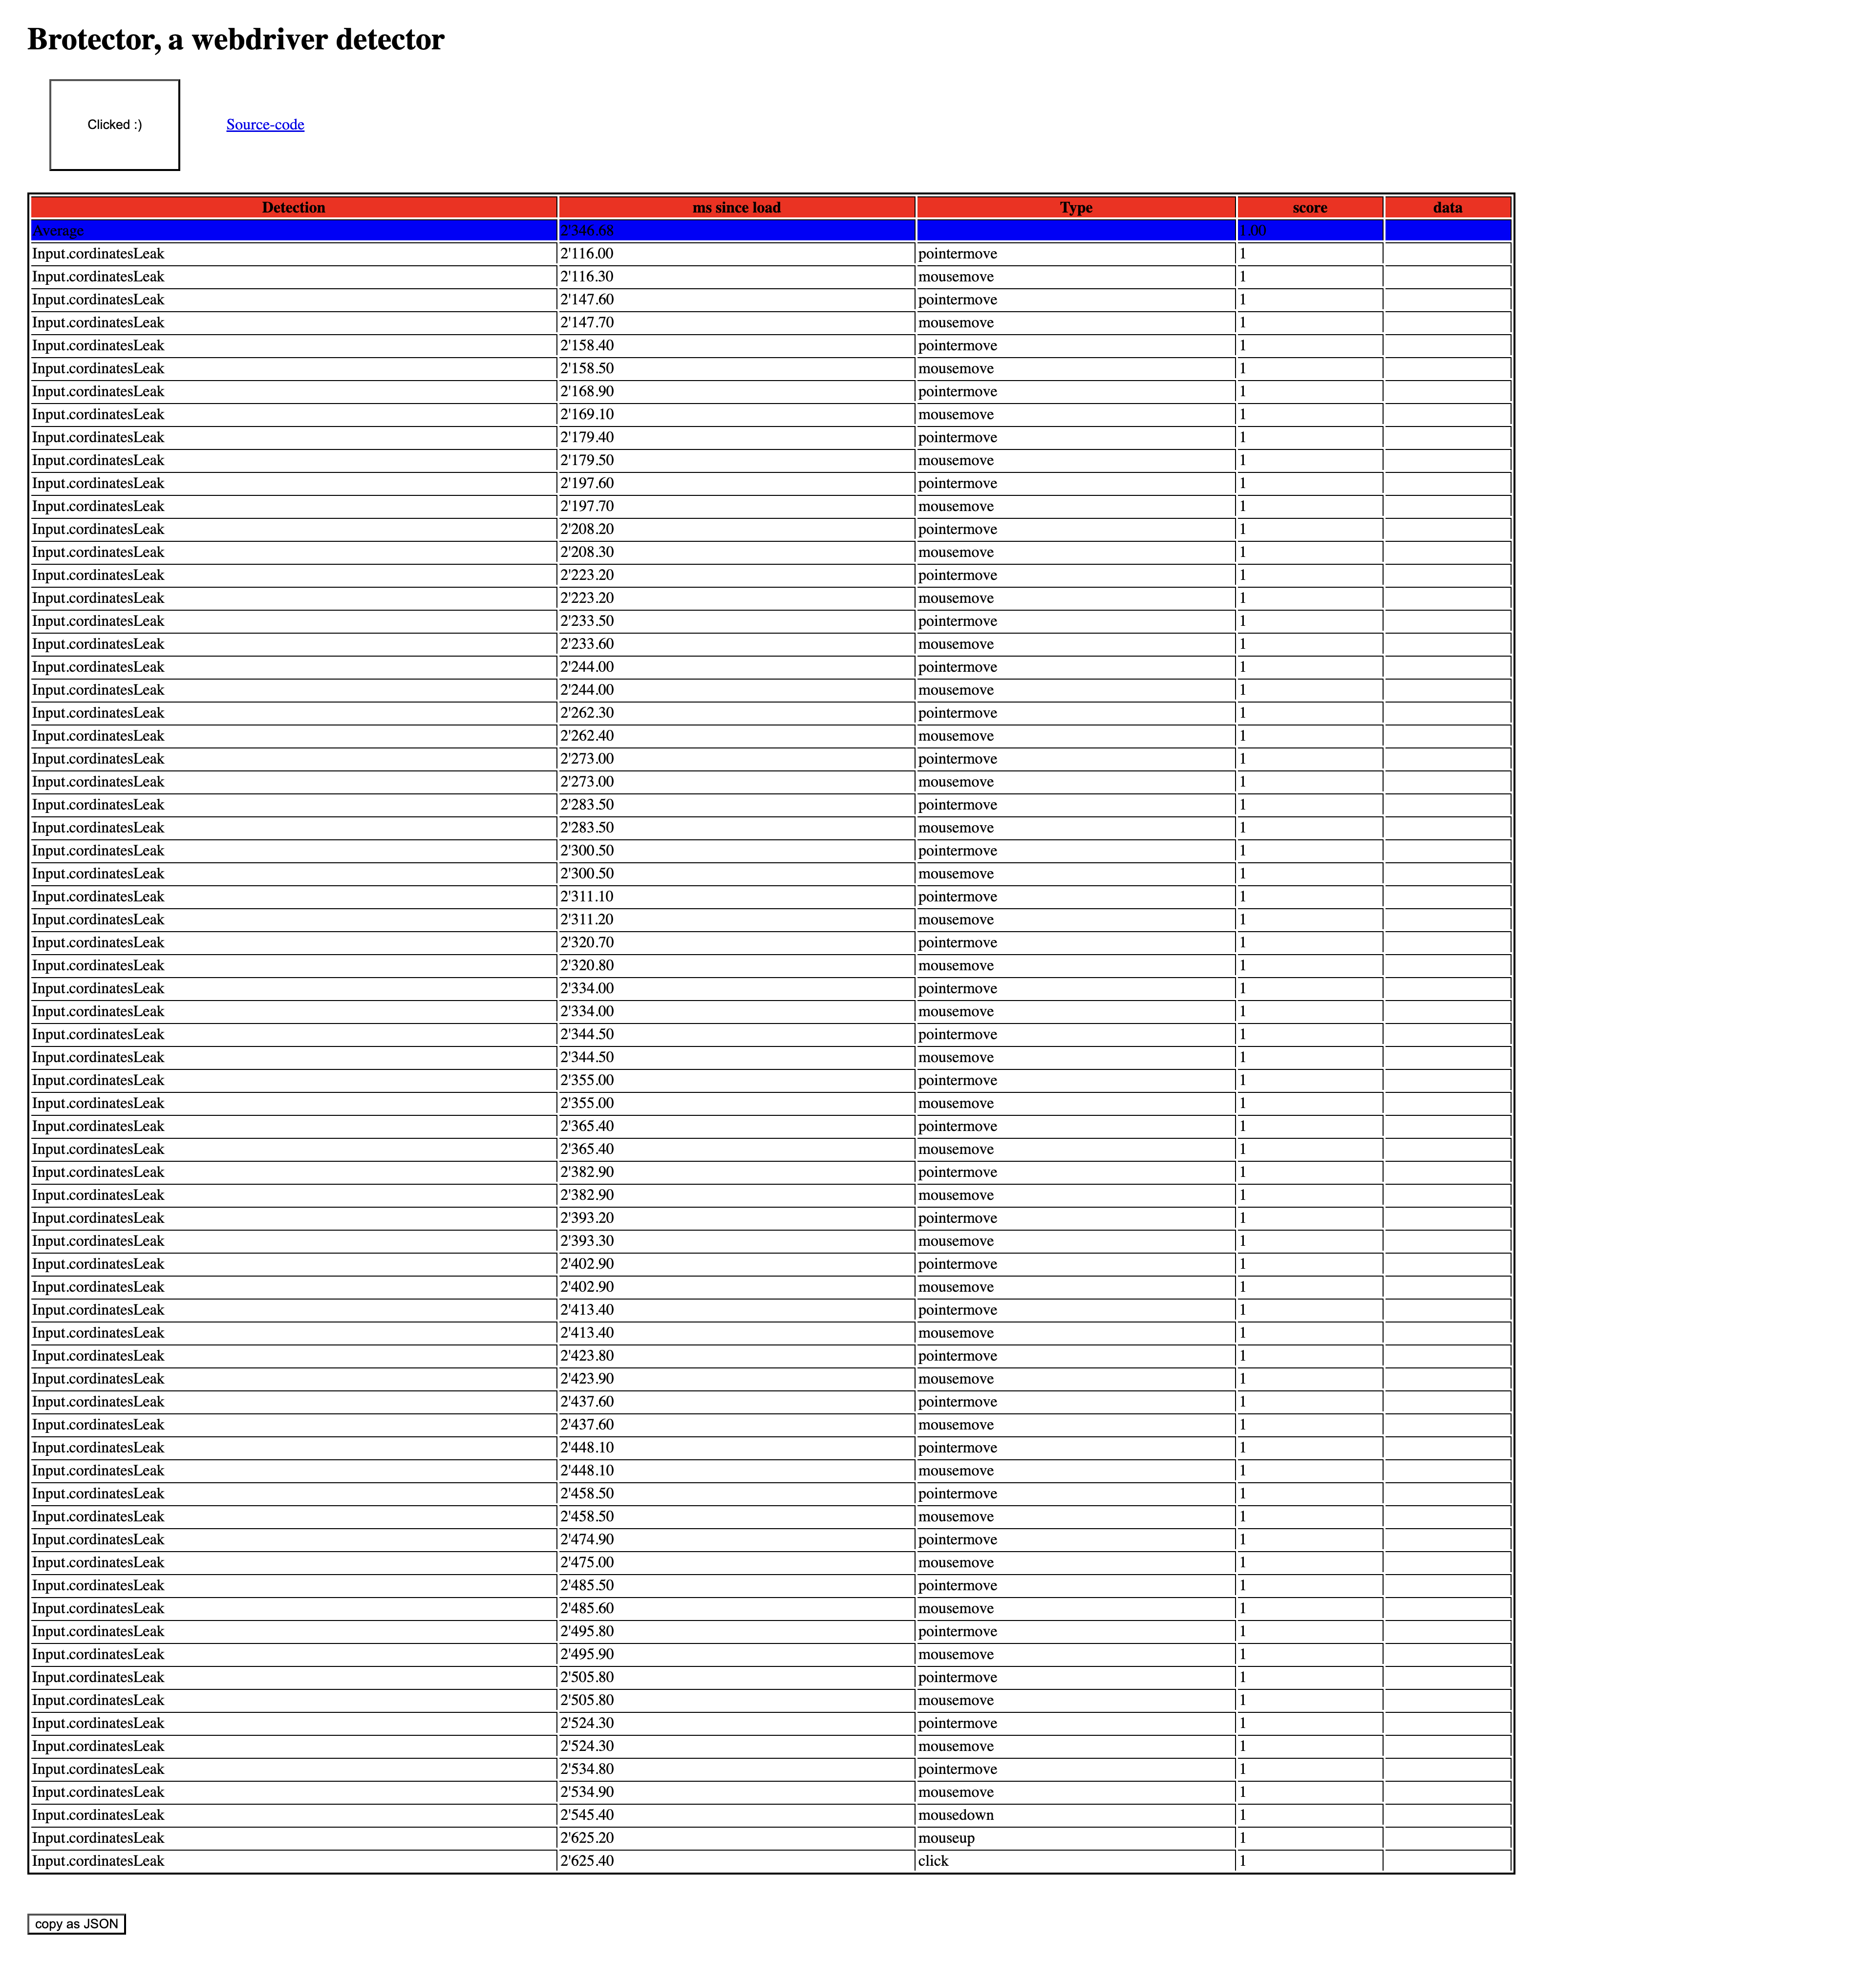 Brotector, a webdriver detector
Clicked :)
Source-code
Detection ms since load Type score data
Average 2'346.68 1.00
Input.cordinatesLeak 2'116.00 pointermove 1
Input.cordinatesLeak 2'116.30 mousemove 1
Input.cordinatesLeak 2'147.60 pointermove 1
Input.cordinatesLeak 2'147.70 mousemove 1
Input.cordinatesLeak 2'158.40 pointermove 1
Input.cordinatesLeak 2'158.50 mousemove 1
Input.cordinatesLeak 2'168.90 pointermove 1
Input.cordinatesLeak 2'169.10 mousemove 1
Input.cordinatesLeak 2'179.40 pointermove 1
Input.cordinatesLeak 2'179.50 mousemove 1
Input.cordinatesLeak 2'197.60 pointermove 1
Input.cordinatesLeak 2'197.70 mousemove 1
Input.cordinatesLeak 2'208.20 pointermove 1
Input.cordinatesLeak 2'208.30 mousemove 1
Input.cordinatesLeak 2'223.20 pointermove 1
Input.cordinatesLeak 2'223.20 mousemove 1
Input.cordinatesLeak 2'233.50 pointermove 1
Input.cordinatesLeak 2'233.60 mousemove 1
Input.cordinatesLeak 2'244.00 pointermove 1
Input.cordinatesLeak 2'244.00 mousemove 1
Input.cordinatesLeak 2'262.30 pointermove 1
Input.cordinatesLeak 2'262.40 mousemove 1
Input.cordinatesLeak 2'273.00 pointermove 1
Input.cordinatesLeak 2'273.00 mousemove 1
Input.cordinatesLeak 2'283.50 pointermove 1
Input.cordinatesLeak 2'283.50 mousemove 1
Input.cordinatesLeak 2'300.50 pointermove 1
Input.cordinatesLeak 2'300.50 mousemove 1
Input.cordinatesLeak 2'311.10 pointermove 1
Input.cordinatesLeak 2'311.20 mousemove 1
Input.cordinatesLeak 2'320.70 pointermove 1
Input.cordinatesLeak 2'320.80 mousemove 1
Input.cordinatesLeak 2'334.00 pointermove 1
Input.cordinatesLeak 2'334.00 mousemove 1
Input.cordinatesLeak 2'344.50 pointermove 1
Input.cordinatesLeak 2'344.50 mousemove 1
Input.cordinatesLeak 2'355.00 pointermove 1
Input.cordinatesLeak 2'355.00 mousemove 1
Input.cordinatesLeak 2'365.40 pointermove 1
Input.cordinatesLeak 2'365.40 mousemove 1
Input.cordinatesLeak 2'382.90 pointermove 1
Input.cordinatesLeak 2'382.90 mousemove 1
Input.cordinatesLeak 2'393.20 pointermove 1
Input.cordinatesLeak 2'393.30 mousemove 1
Input.cordinatesLeak 2'402.90 pointermove 1
Input.cordinatesLeak 2'402.90 mousemove 1
Input.cordinatesLeak 2'413.40 pointermove 1
Input.cordinatesLeak 2'413.40 mousemove 1
Input.cordinatesLeak 2'423.80 pointermove 1
Input.cordinatesLeak 2'423.90 mousemove 1
Input.cordinatesLeak 2'437.60 pointermove 1
Input.cordinatesLeak 2'437.60 mousemove 1
Input.cordinatesLeak 2'448.10 pointermove 1
Input.cordinatesLeak 2'448.10 mousemove 1
Input.cordinatesLeak 2'458.50 pointermove 1
Input.cordinatesLeak 2'458.50 mousemove 1
Input.cordinatesLeak 2'474.90 pointermove 1
Input.cordinatesLeak 2'475.00 mousemove 1
Input.cordinatesLeak 2'485.50 pointermove 1
Input.cordinatesLeak 2'485.60 mousemove 1
Input.cordinatesLeak 2'495.80 pointermove 1
Input.cordinatesLeak 2'495.90 mousemove 1
Input.cordinatesLeak 2'505.80 pointermove 1
Input.cordinatesLeak 2'505.80 mousemove 1
Input.cordinatesLeak 2'524.30 pointermove 1
Input.cordinatesLeak 2'524.30 mousemove 1
Input.cordinatesLeak 2'534.80 pointermove 1
Input.cordinatesLeak 2'534.90 mousemove 1
Input.cordinatesLeak 2'545.40 mousedown 1
Input.cordinatesLeak 2'625.20 mouseup 1
Input.cordinatesLeak 2'625.40 click 1
copy as JSON